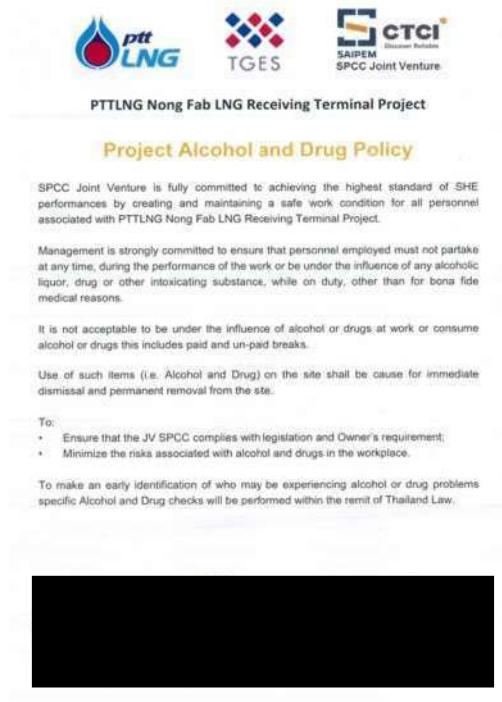 ptt
LNG
TGES
SAIPEM
CTCI
Discover Reliable
SPCC Joint Venture
PTTLNG Nong Fab LNG Receiving Terminal Project
Project Alcohol and Drug Policy
SPCC Joint Venture is fully committed to achieving the highest standard of SHE
performances by creating and maintaining a safe work condition for all personnel
associated with PTTLNG Nong Fab LNG Receiving Terminal Project.
Management is strongly committed to ensure that personnel employed must not partake
at any time, during the performance of the work or be under the influence of any alcoholic
liquor, drug or other intoxicating substance, while on duty, other than for bona fide
medical reasons.
It is not acceptable to be under the influence of alcohol or drugs at work or consume
alcohol or drugs this includes paid and un-paid breaks.
Use of such items (i.e. Alcohol and Drug) on the site shall be cause for immediate
dismissal and permanent removal from the site.
To:
• Ensure that the JV SPCC complies with legislation and Owner's requirement;
• Minimize the risks associated with alcohol and drugs in the workplace.
To make an early identification of who may be experiencing alcohol or drug problems
specific Alcohol and Drug checks will be performed within the remit of Thailand Law.